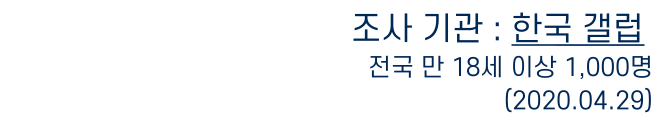 조사 기관 : 한국 갤럽
전국 만 18세 이상 1,000명
(2020.04.29)